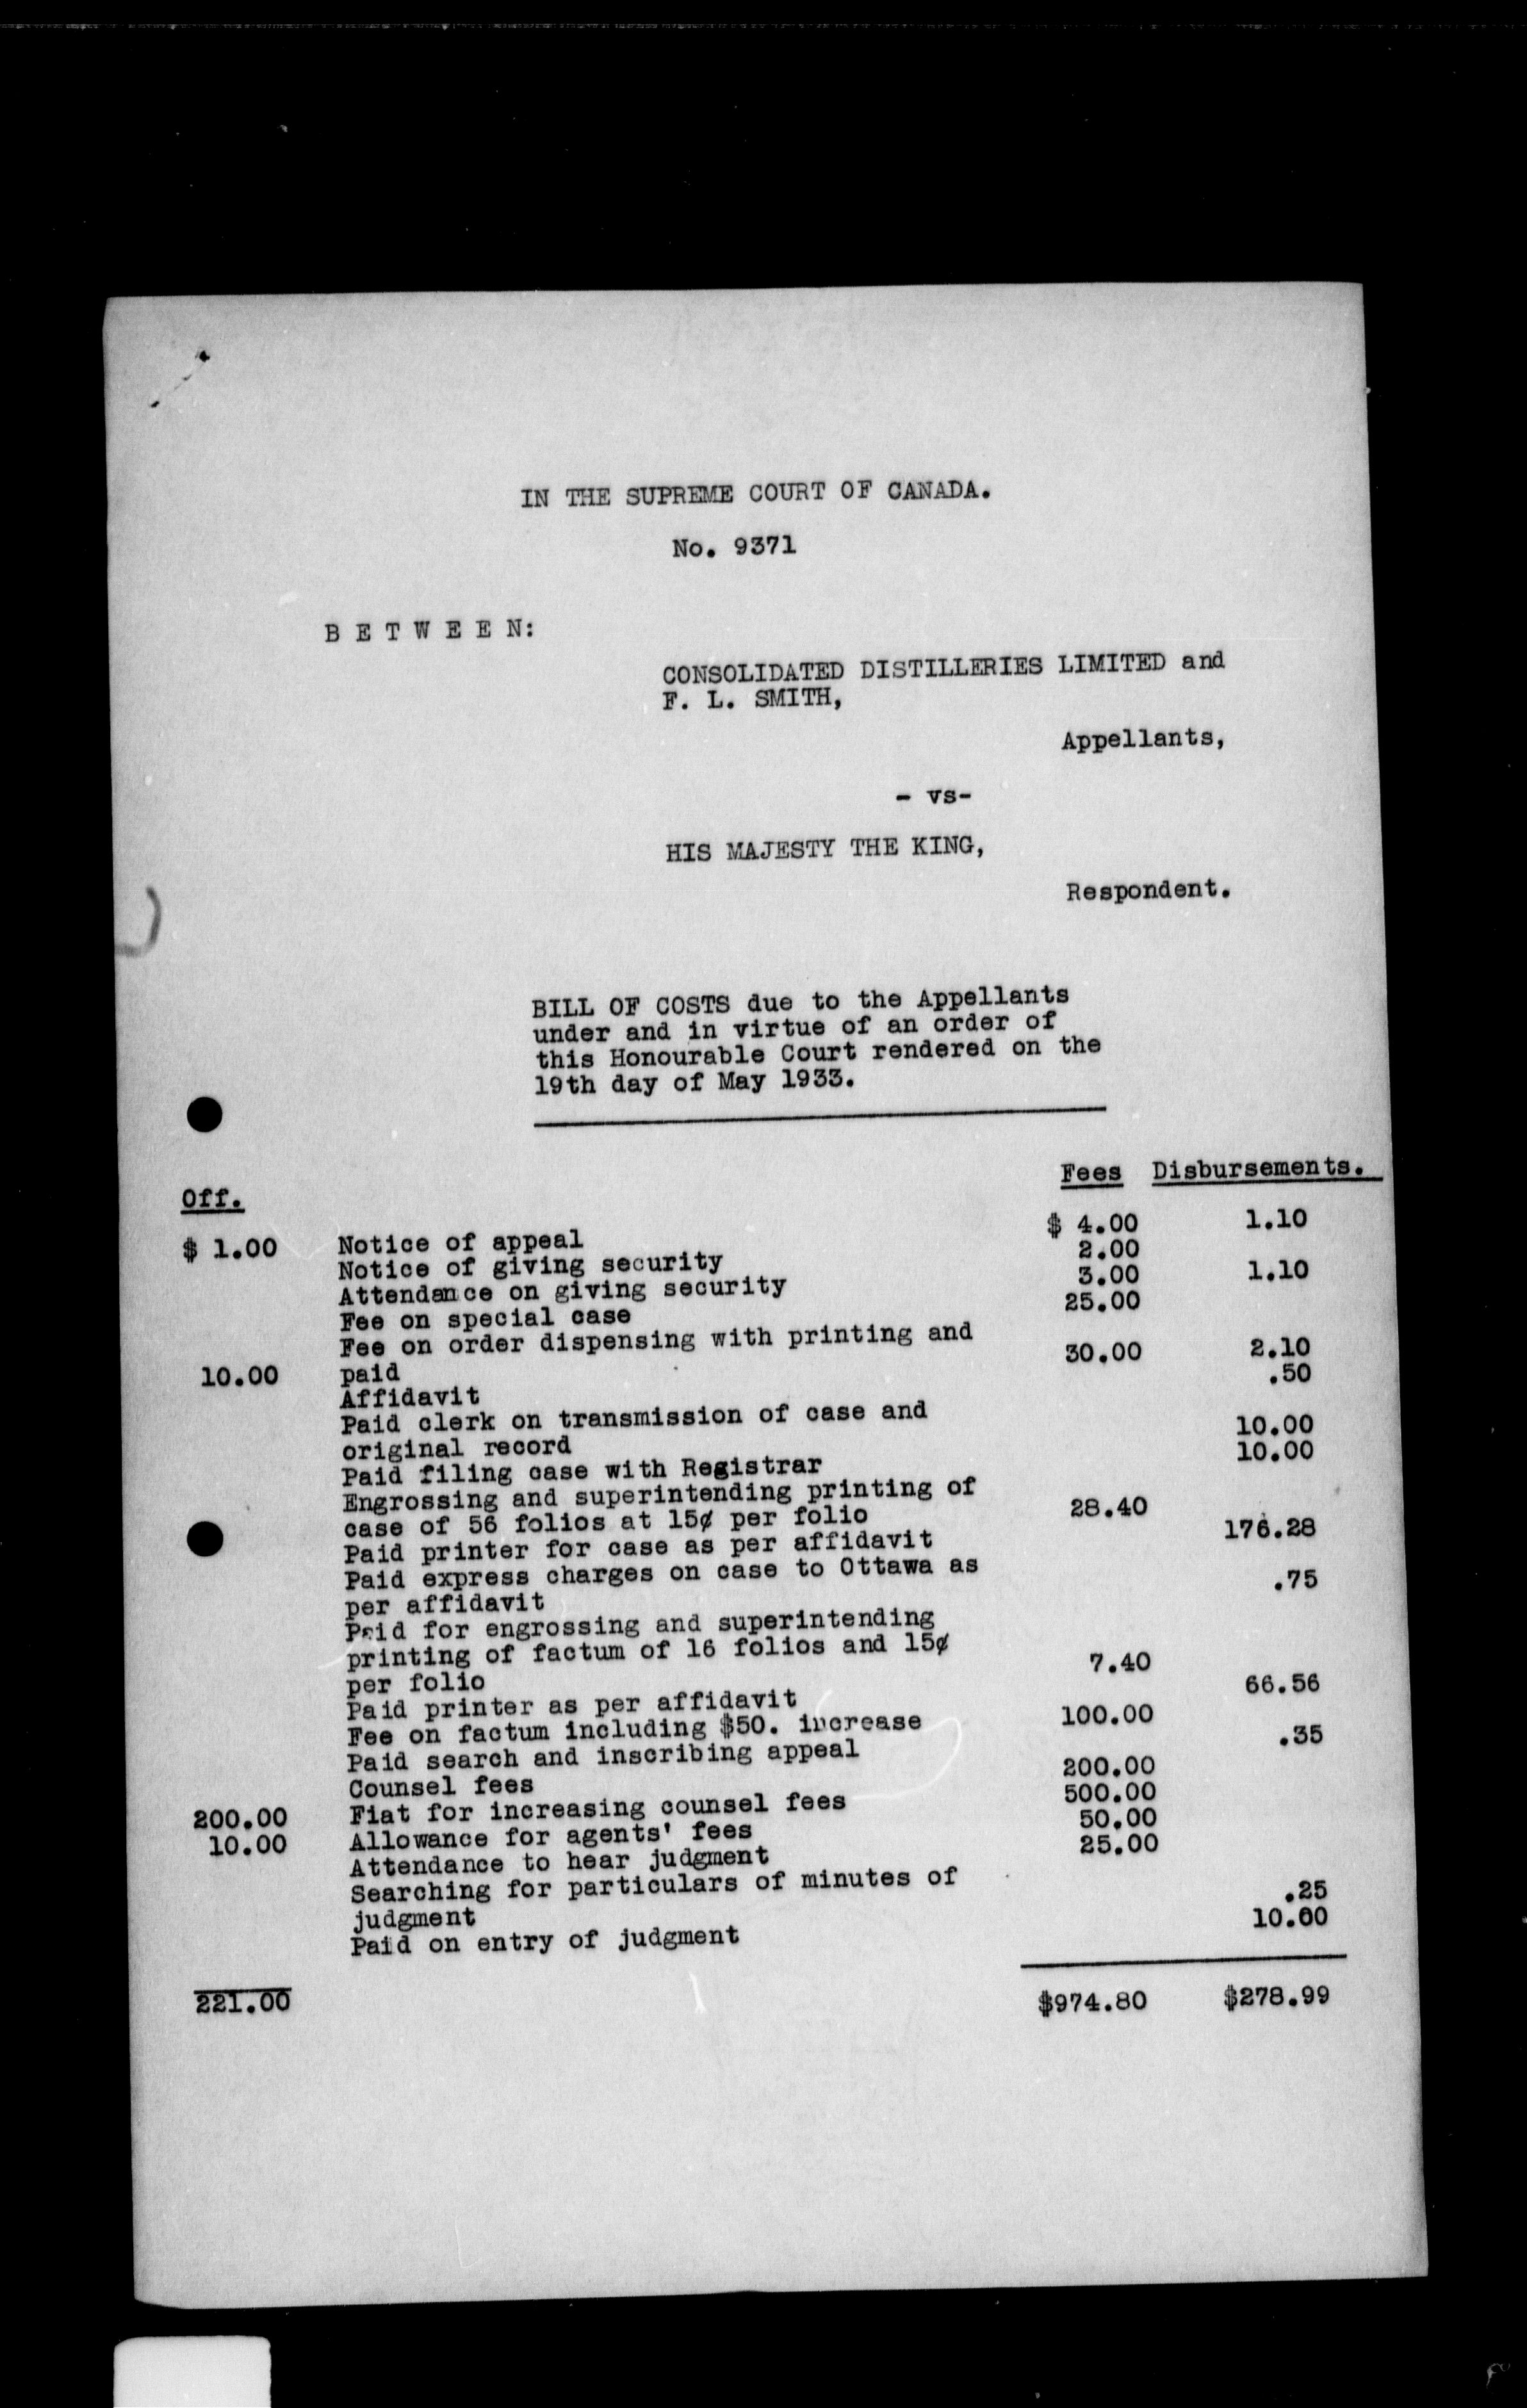 IN THE SUPREME COURT OF CANADA.
No. 9371
B E T W E E N:
CONSOLIDATED DISTILLERIES LIMITED and
F. L. SMITH,
Appellants,
- vs-
HIS MAJESTY THE KING,
Respondent.
BILL OF COSTS due to the Appellants
under and in virtue of an order of
this Honourable Court rendered on the
19th day of May 1933.
Off. Fees Disbursements.
$ 1.00 Notice of appeal $ 4.00 1.10
Notice of giving security 2.00
Attendance on giving security 3.00 1.10
Fee on special case 25.00
Fee on order dispensing with printing and
10.00 paid 30.00 2.10
Affidavit .50
Paid clerk on transmission of case and
original record 10.00
Paid filing case with Registrar 10.00
Engrossing and superintending printing of
case of 56 folios at 15¢ per folio 28.40
Paid printer for case as per affidavit 176.28
Paid express charges on case to Ottawa as
per affidavit .75
Paid for engrossing and superintending
printing of factum of 16 folios and 15¢
per folio 7.40
Paid printer as per affidavit 66.56
Fee on factum including $50. increase 100.00
Paid search and inscribing appeal .35
Counsel fees 200.00
200.00 Fiat for increasing counsel fees 500.00
10.00 Allowance for agents' fees 50.00
Attendance to hear judgment 25.00
Searching for particulars of minutes of
judgment .25
Paid on entry of judgment 10.00
221.00 $974.80 $278.99